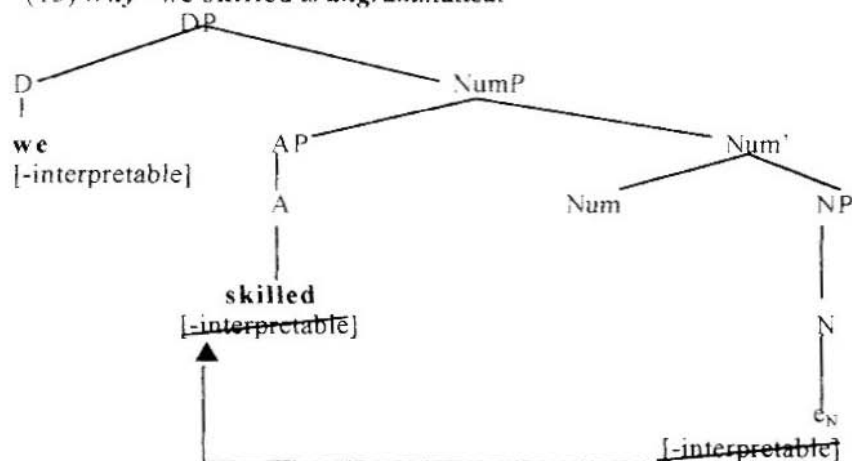 DP
D NumP
we AP Num'
[-interpretable]
A Num NP
skilled
[-interpretable] N
e_N
[-interpretable]